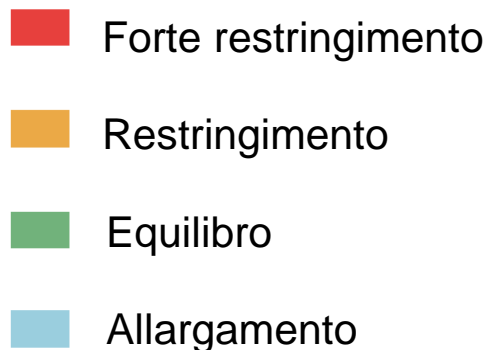 Forte restringimento
Restringimento
Equilibro
Allargamento